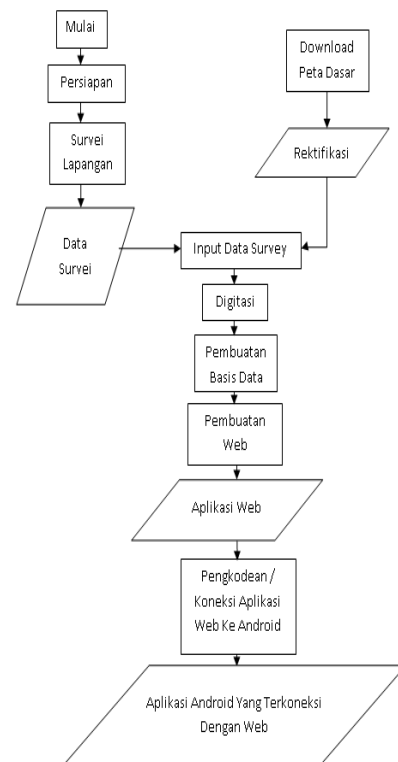 Mulai
Persiapan
Survei
Lapangan
Data
Survei
Download
Peta Dasar
Rektifikasi
Input Data Survey
Digitasi
Pembuatan
Basis Data
Pembuatan
Web
Aplikasi Web
Pengkodean /
Koneksi Aplikasi
Web Ke Android
Aplikasi Android Yang Terkoneksi
Dengan Web